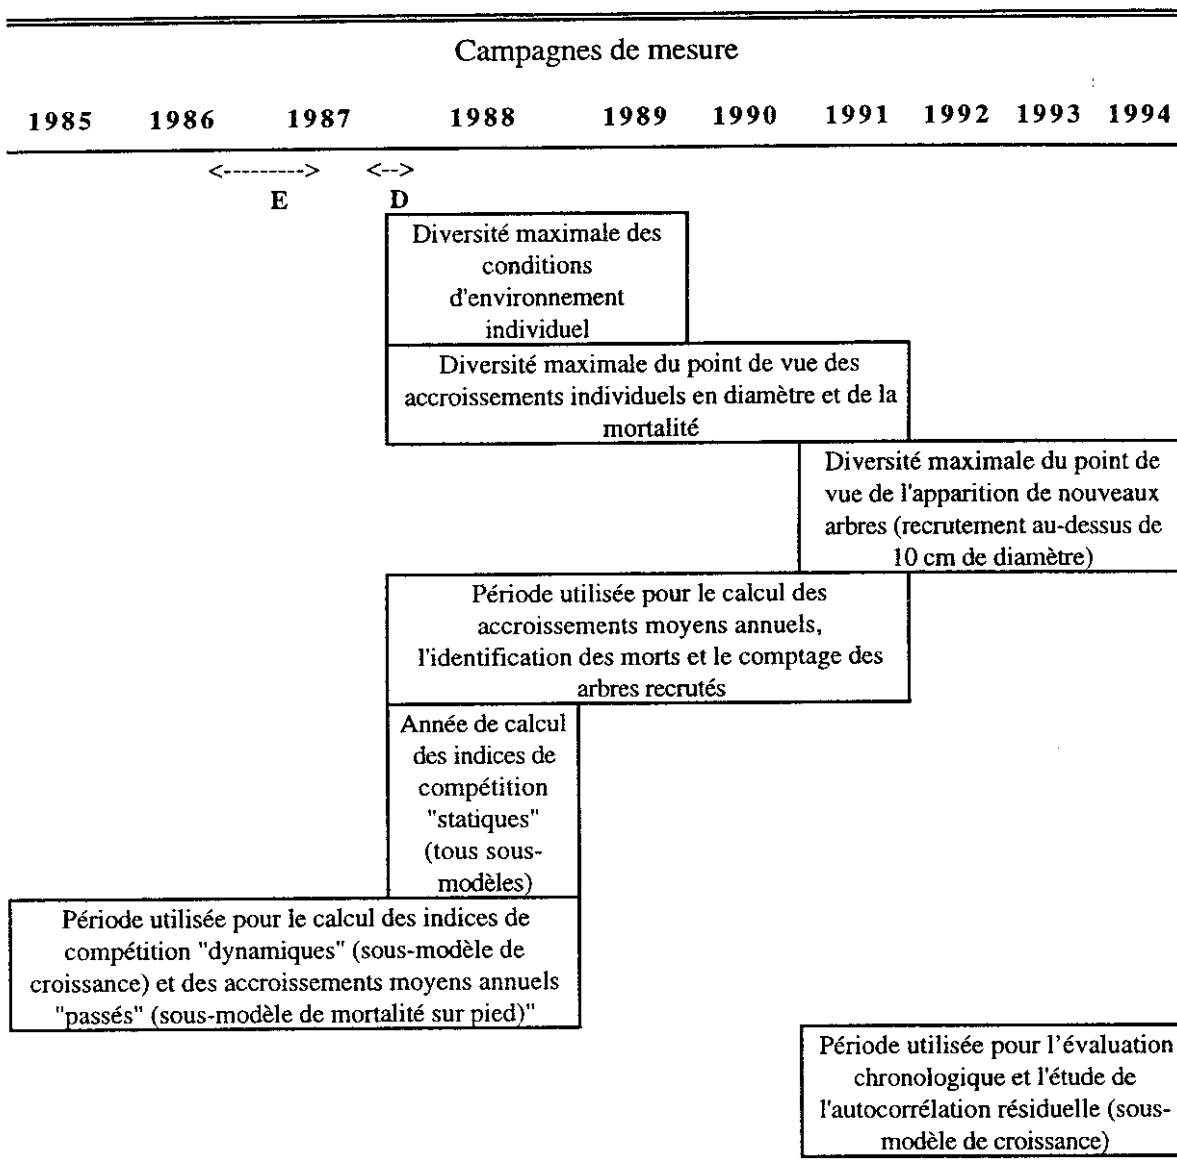 Campagnes de mesure
1985 1986 1987 1988 1989 1990 1991 1992 1993 1994
<----------> <-->
E D
Diversité maximale des
conditions
d'environnement
individuel
Diversité maximale du point de vue des
accroissements individuels en diamètre et de la
mortalité
Diversité maximale du point de
vue de l'apparition de nouveaux
arbres (recrutement au-dessus de
10 cm de diamètre)
Période utilisée pour le calcul des
accroissements moyens annuels,
l'identification des morts et le comptage des
arbres recrutés
Année de calcul
des indices de
compétition
"statiques"
(tous sous-
modèles)
Période utilisée pour le calcul des indices de
compétition "dynamiques" (sous-modèle de
croissance) et des accroissements moyens annuels
"passés" (sous-modèle de mortalité sur pied)"
Période utilisée pour l'évaluation
chronologique et l'étude de
l'autocorrélation résiduelle (sous-
modèle de croissance)